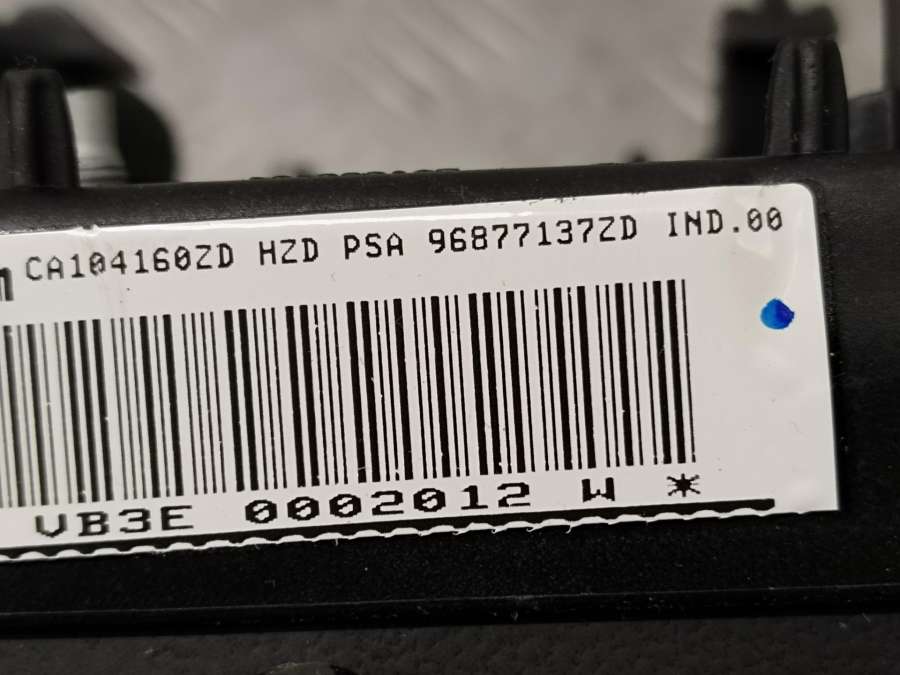 CA104160ZD HZD PSA 96877137ZD IND.00
VB3E 0002012 W *